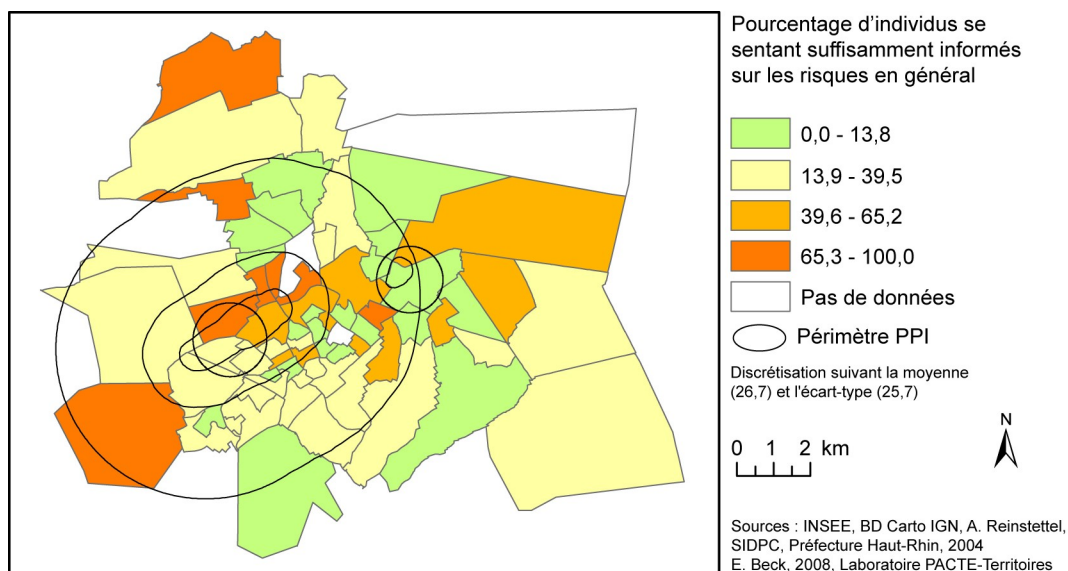 Pourcentage d'individus se
sentant suffisamment informés
sur les risques en général
0,0 - 13,8
13,9 - 39,5
39,6 - 65,2
65,3 - 100,0
Pas de données
Périmètre PPI
Discrétisation suivant la moyenne
(26,7) et l'écart-type (25,7)
N
0 1 2 km
Sources : INSEE, BD Carto IGN, A. Reinstettel,
SIDPC, Préfecture Haut-Rhin, 2004
E. Beck, 2008, Laboratoire PACTE-Territoires